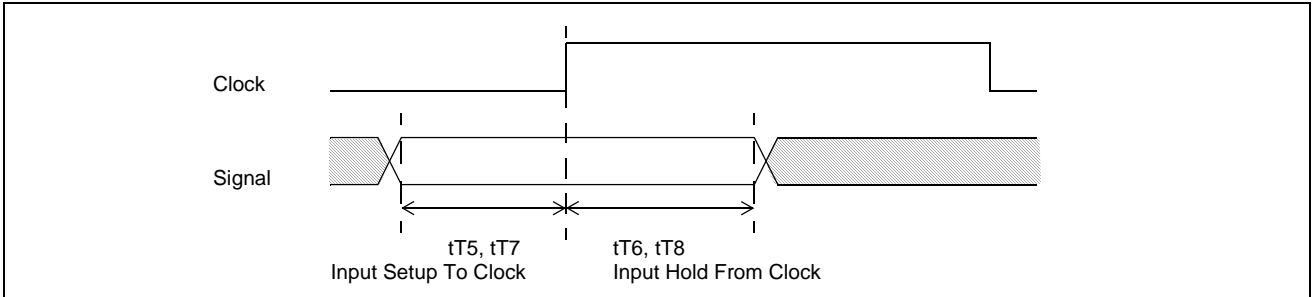 Clock
Signal
tT5, tT7
Input Setup To Clock
tT6, tT8
Input Hold From Clock